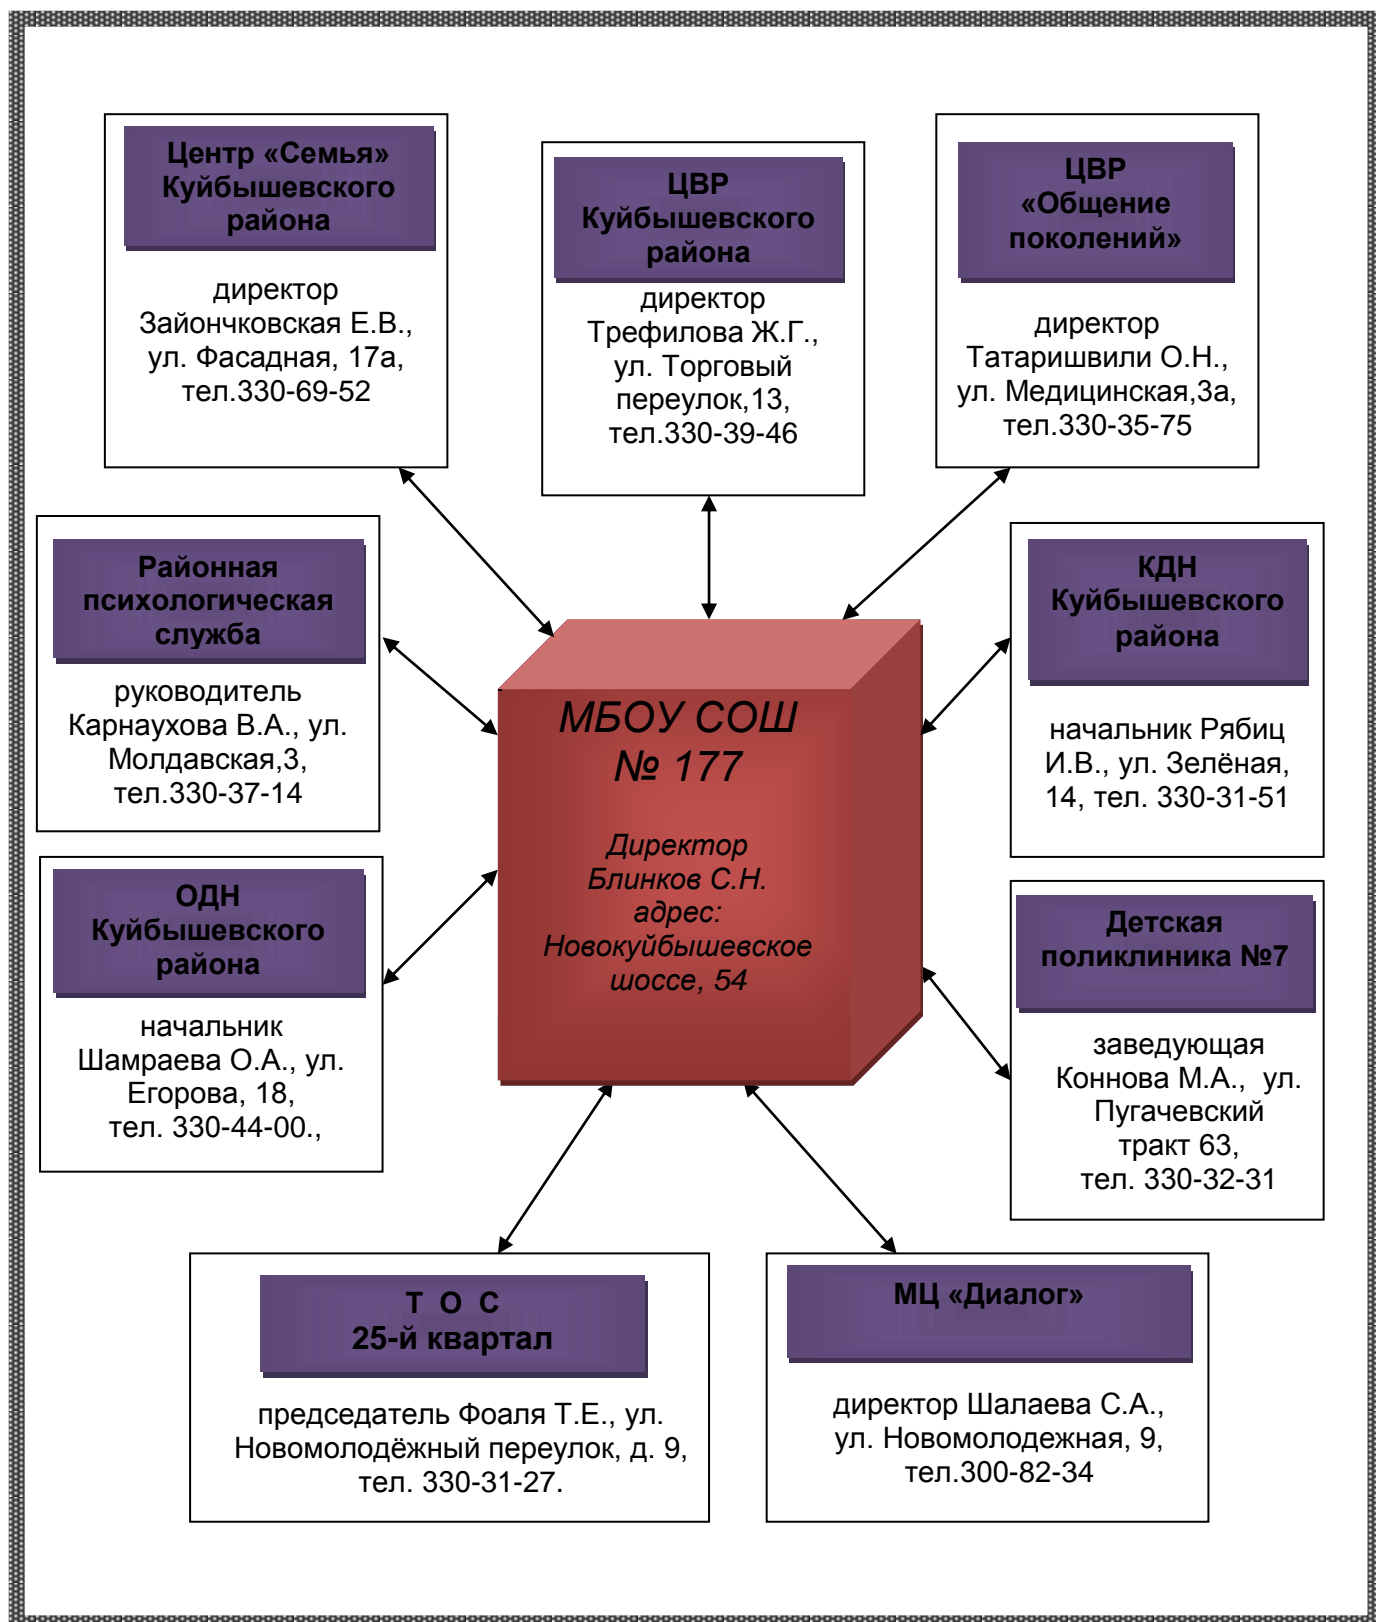 Центр «Семья»
Куйбышевского
района
директор
Зайончковская Е.В.,
ул. Фасадная, 17а,
тел.330-69-52
ЦВР
Куйбышевского
района
директор
Трефилова Ж.Г.,
ул. Торговый
переулок,13,
тел.330-39-46
ЦВР
«Общение
поколений»
директор
Татаришвили О.Н.,
ул. Медицинская,3а,
тел.330-35-75
Районная
психологическая
служба
руководитель
Карнаухова В.А., ул.
Молдавская,3,
тел.330-37-14
КДН
Куйбышевского
района
начальник Рябиц
И.В., ул. Зелёная,
14, тел. 330-31-51
МБОУ СОШ
№ 177
Директор
Блинков С.Н.
адрес:
Новокуйбышевское
шоссе, 54
ОДН
Куйбышевского
района
начальник
Шамраева О.А., ул.
Егорова, 18,
тел. 330-44-00.,
Детская
поликлиника №7
заведующая
Коннова М.А., ул.
Пугачевский
тракт 63,
тел. 330-32-31
Т О С
25-й квартал
председатель Фоаля Т.Е., ул.
Новомолодёжный переулок, д. 9,
тел. 330-31-27.
МЦ «Диалог»
директор Шалаева С.А.,
ул. Новомолодежная, 9,
тел.300-82-34